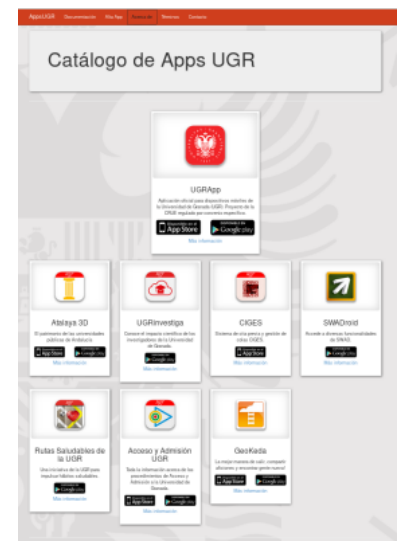 AppsUGR Documentación Mis App Acerca de Términos Contacto
Catálogo de Apps UGR
UGRApp
Aplicación oficial para dispositivos móviles de
la Universidad de Granada (UGR). Proyecto de la
regulado por convenio específico.
App Store Google play
Más información
Atalaya 3D
El patrimonio de las universidades
públicas de Andalucía.
App Store Google play
Más información
UGRinvestiga
Conoce el impacto científico de los
investigadores de la Universidad
de Granada.
Google play
Más información
CIGES
Sistema de cita previa y gestión de
colas CIGES.
App Store Google play
Más información
SWADroid
Accede a diversas funcionalidades
de SWAD.
Google play
Más información
Rutas Saludables de
la UGR
Una iniciativa de la UGR para
impulsar hábitos saludables.
Google play
Más información
Acceso y Admisión
UGR
Toda la información acerca de los
procedimientos de Acceso y
Admisión a la Universidad de
Granada.
App Store Google play
Más información
GeoKeda
La mejor manera de salir, compartir
aficiones y encontrar gente nueva!
App Store Google play
Más información